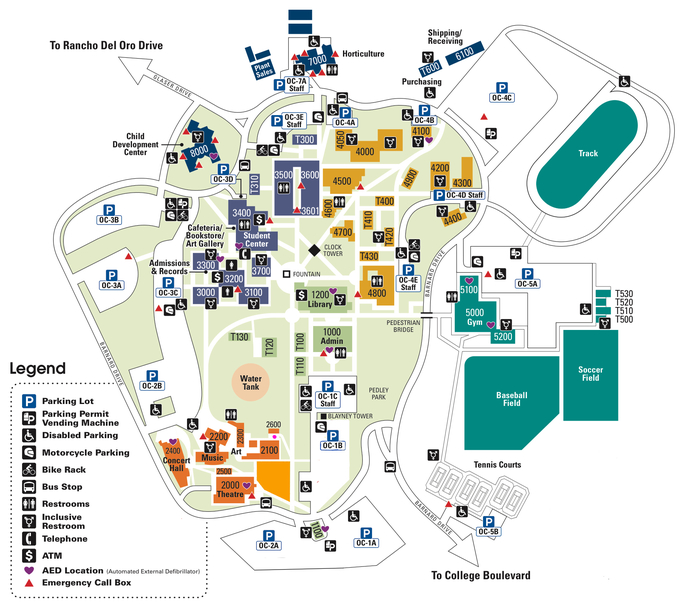 Shipping/
Receiving
To Rancho Del Oro Drive
7000
Horticulture
Plant
Sales
T600
6100
Purchasing
OC-7A
Staff
GLASER DRIVE
OC-4C
OC-3E
Staff
OC-4A
OC-4B
Child
Development
Center
8000
T300
4050
4000
4100
Track
OC-3D
T310
3500
3600
4500
4900
4200
4300
OC-4D Staff
OC-3B
3400
3601
4600
T400
T410
T420
4400
Cafeteria/
Bookstore/
Art Gallery
Student
Center
4700
CLOCK
TOWER
T430
Admissions
& Records
3300
3200
3700
FOUNTAIN
OC-4E
Staff
BARNARD DRIVE
OC-3A
OC-3C
3000
3100
1200
Library
4800
5100
OC-5A
5000
Gym
5200
T530
T520
T510
T500
PEDESTRIAN
BRIDGE
T130
T120
T100
T110
1000
Admin
BARNARD DRIVE
Water
Tank
OC-2B
OC-1C
Staff
PEDLEY
PARK
BLAYNEY TOWER
OC-1B
Baseball
Field
Soccer
Field
2400
Concert
Hall
2200
Music
2300
Art
2600
2100
2500
2000
Theatre
Tennis Courts
BARNARD DRIVE
1100
OC-2A
OC-1A
OC-5B
To College Boulevard
Legend
Parking Lot
Parking Permit
Vending Machine
Disabled Parking
Motorcycle Parking
Bike Rack
Bus Stop
Restrooms
Inclusive
Restroom
Telephone
ATM
AED Location (Automated External Defibrillator)
Emergency Call Box